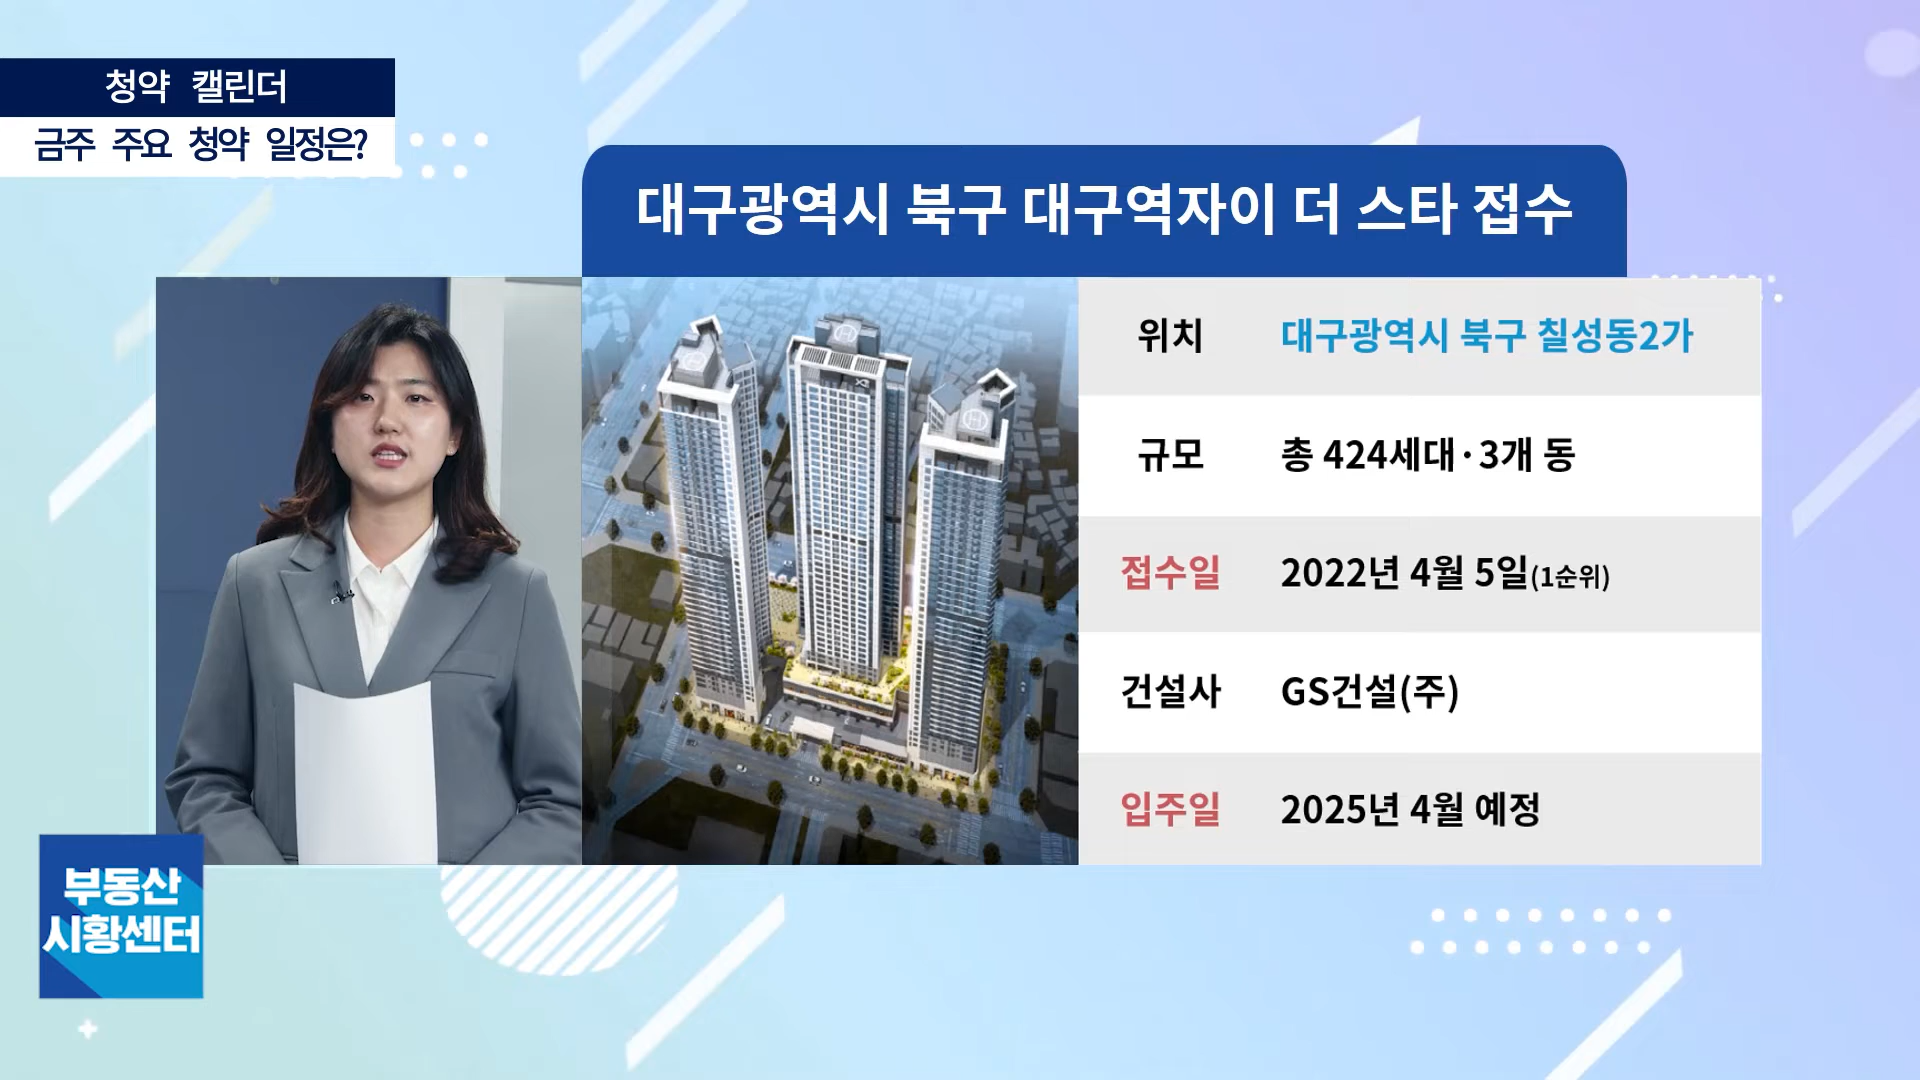 청약 캘린더
금주 주요 청약 일정은?
대구광역시 북구 대구역자이 더 스타 접수
위치 대구광역시 북구 칠성동2가
규모 총 424세대·3개 동
접수일 2022년 4월 5일(1순위)
건설사 GS건설(주)
입주일 2025년 4월 예정
부동산
시황센터